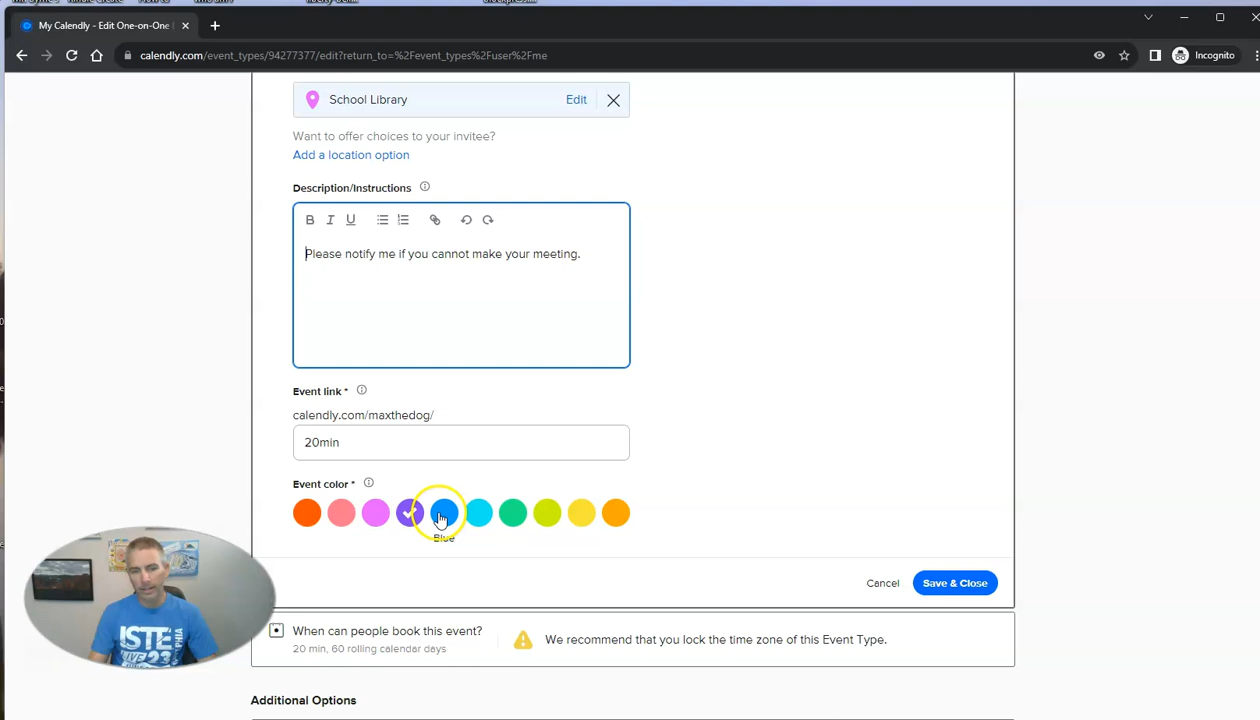 My Calendly - Edit One-on-One
calendly.com/event_types/94277377/edit?return_to=%2Fevent_types%2Fuser%2Fme
Incognito
School Library
Edit
Want to offer choices to your invitee?
Add a location option
Description/Instructions
B I U
Please notify me if you cannot make your meeting.
Event link *
calendly.com/maxthedog/
20min
Event color *
Blue
Cancel
Save & Close
When can people book this event?
20 min, 60 rolling calendar days
We recommend that you lock the time zone of this Event Type.
Additional Options
ISTE
LIVE 23